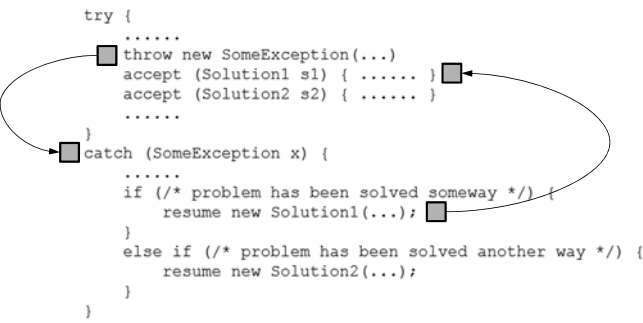 try {
......
throw new SomeException(...)
accept (Solution1 s1) { ...... }
accept (Solution2 s2) { ...... }
......
}
catch (SomeException x) {
......
if (/* problem has been solved someway */) {
resume new Solution1(...);
}
else if (/* problem has been solved another way */) {
resume new Solution2(...);
}
}